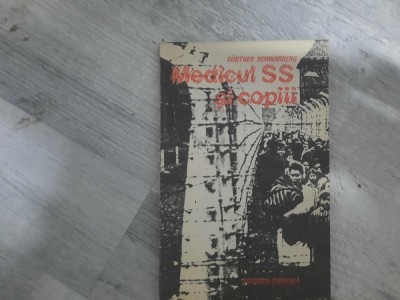 GÜNTHER SCHWARBERG
Medicul SS
și copiii